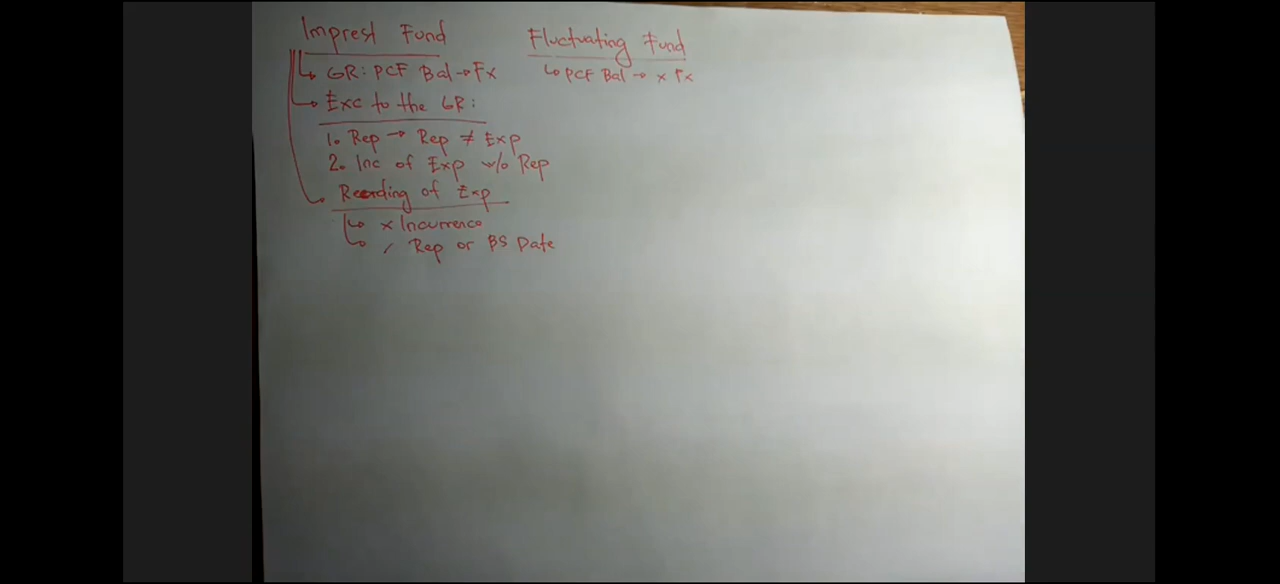 Imprest Fund
↳ GR: PCF Bal → Fx
↳ Exc to the GR:
1. Rep → Rep ≠ Exp
2. Inc of Exp w/o Rep
↳ Recording of Exp
↳ x Incurrence
↳ / Rep or BS Date
Fluctuating Fund
↳ PCF Bal → x Fx